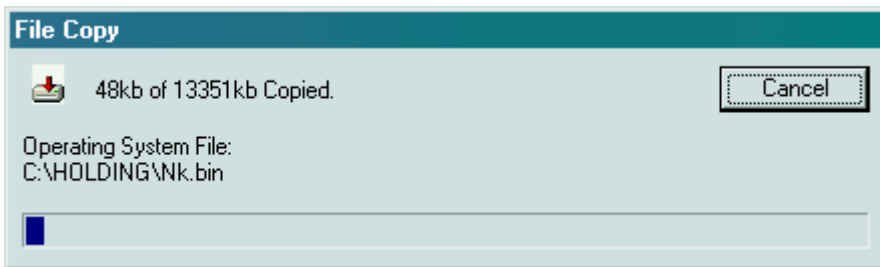 File Copy
48kb of 13351kb Copied.
Cancel
Operating System File:
C:\HOLDING\Nk.bin